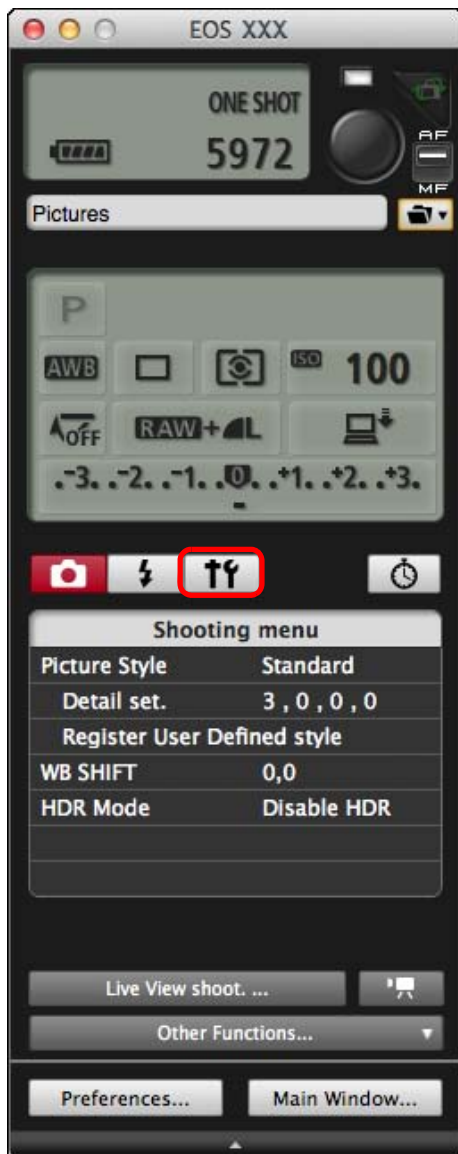 EOS XXX
ONE SHOT
5972
AF
MF
Pictures
P
AWB
ISO 100
OFF
RAW+L
.-3. .-2. .-1. .0. .+1. .+2. .+3.
Shooting menu
Picture Style Standard
Detail set. 3 , 0 , 0 , 0
Register User Defined style
WB SHIFT 0,0
HDR Mode Disable HDR
Live View shoot. ...
Other Functions...
Preferences... Main Window...